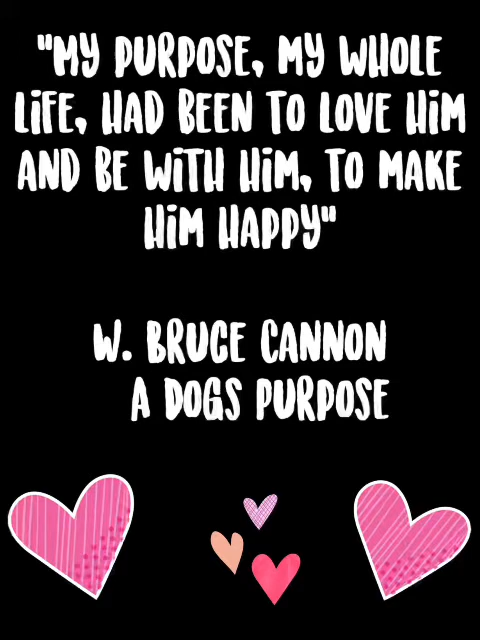 "MY PURPOSE, MY WHOLE
LiFE, HAD BEEN TO LOVE HiM
AND BE WiTH HiM, TO MAKE
HiM HAPPY"
W. BRUCE CANNON
A DOGS PURPOSE